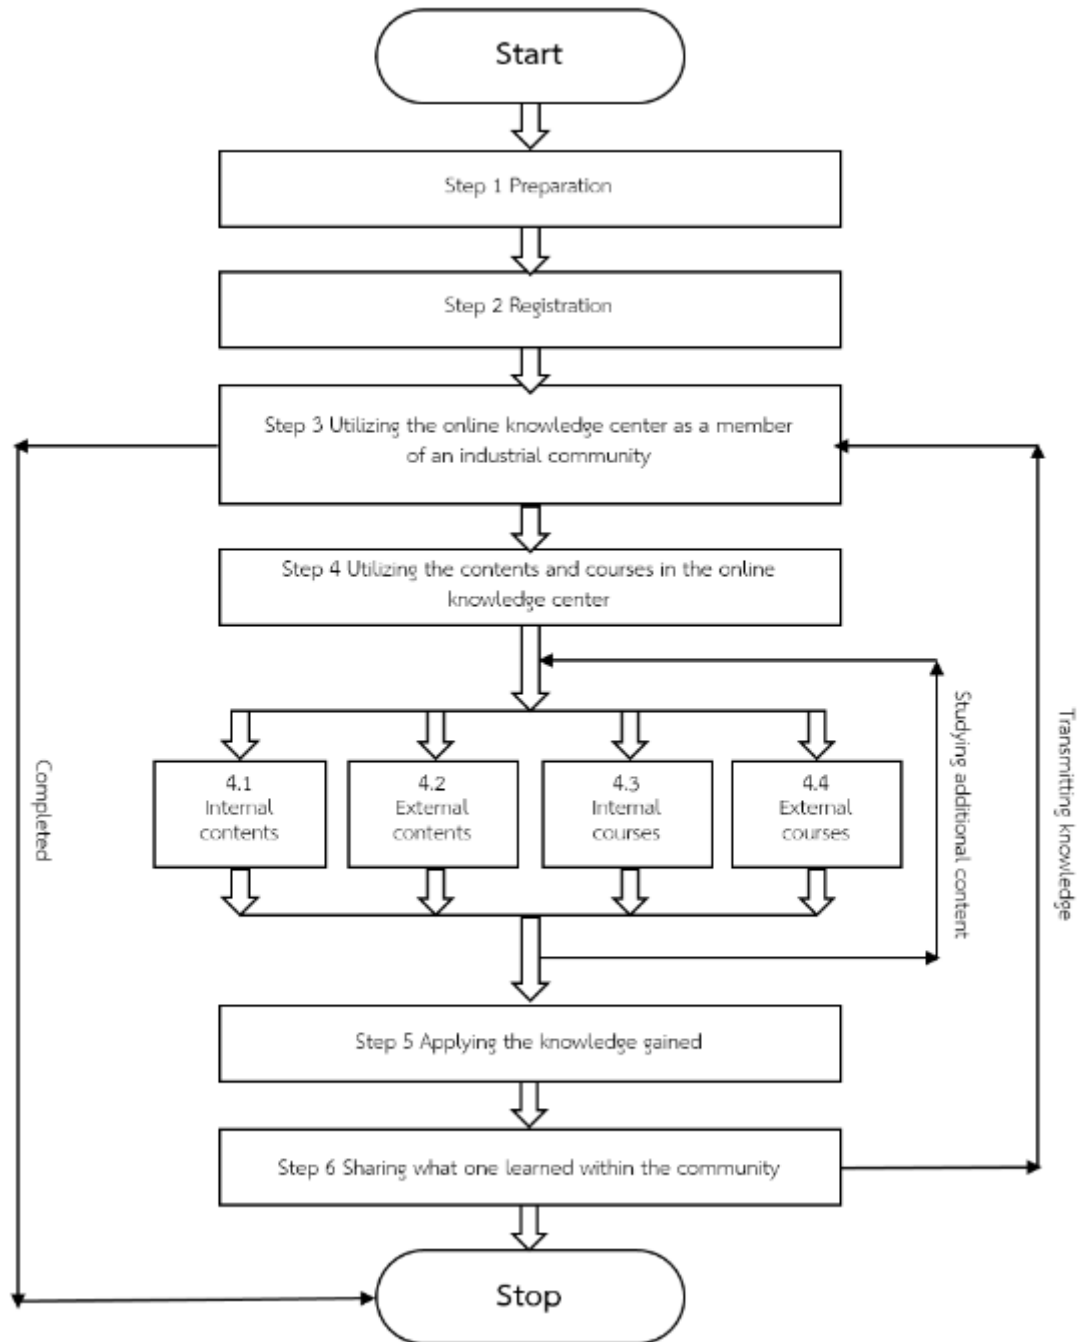 Start
Step 1 Preparation
Step 2 Registration
Step 3 Utilizing the online knowledge center as a member
of an industrial community
Step 4 Utilizing the contents and courses in the online
knowledge center
4.1
Internal
contents
4.2
External
contents
4.3
Internal
courses
4.4
External
courses
Studying additional content
Transmitting knowledge
Completed
Step 5 Applying the knowledge gained
Step 6 Sharing what one learned within the community
Stop